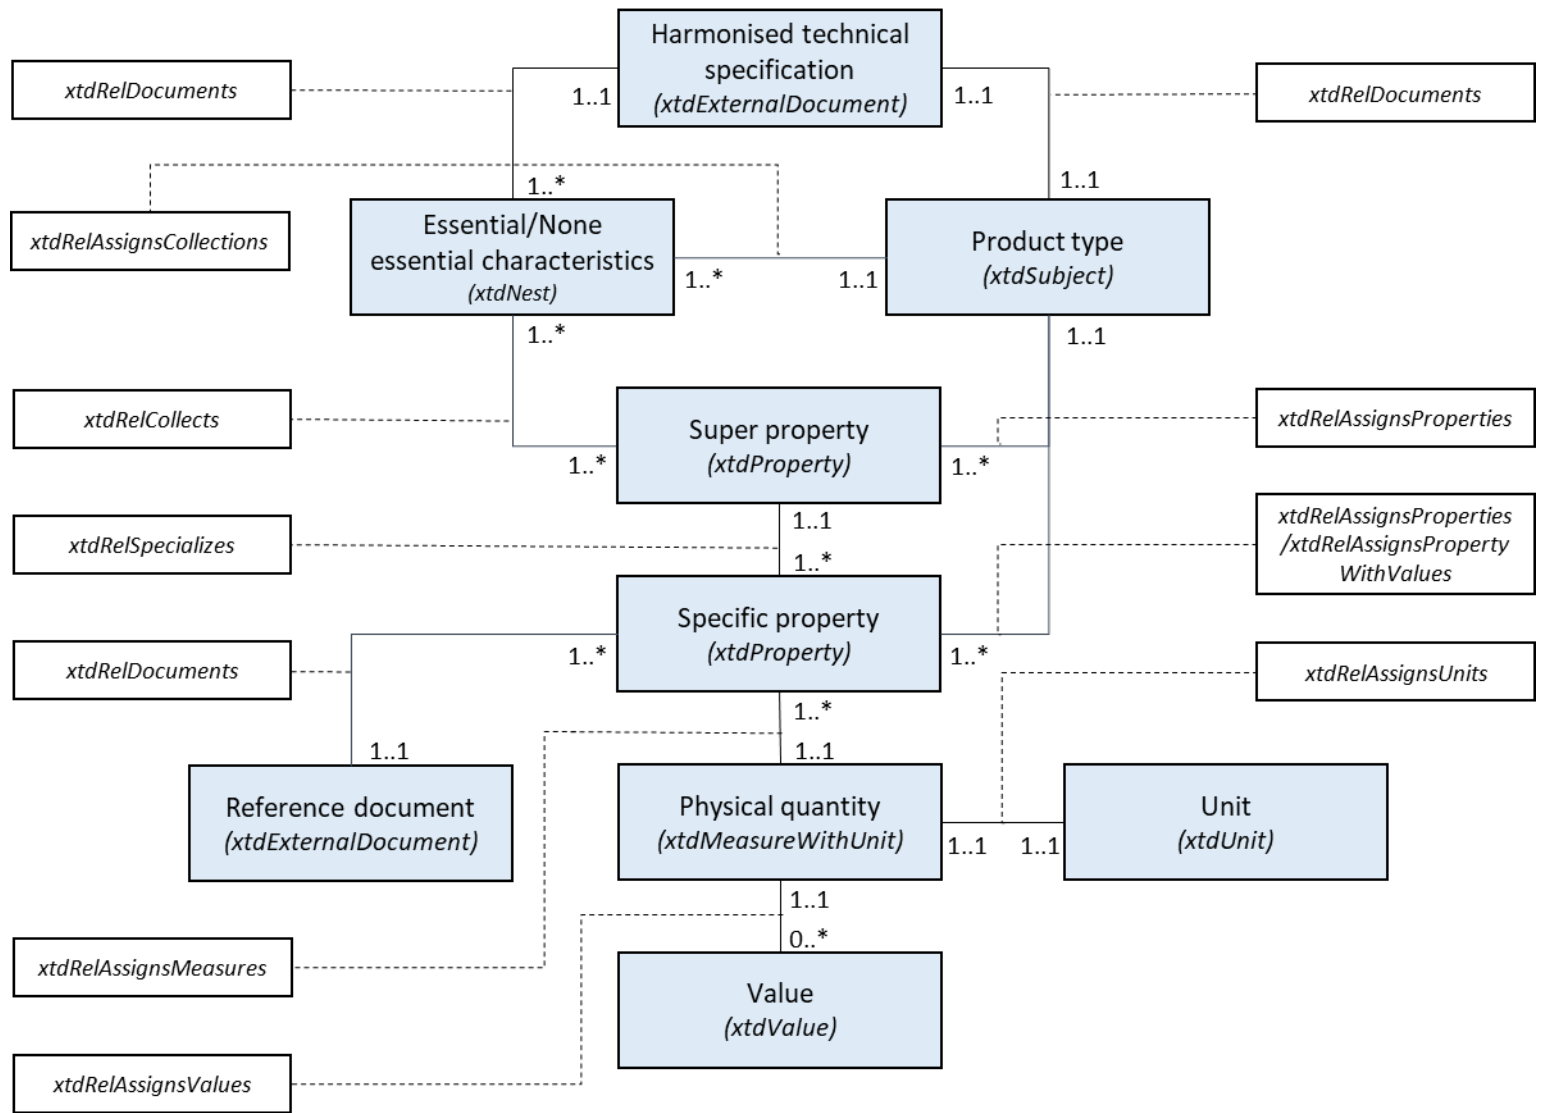 Harmonised technical
specification
(xtdExternalDocument)
xtdRelDocuments
1..1
1..1
xtdRelDocuments
1..*
1..1
xtdRelAssignsCollections
Essential/None
essential characteristics
(xtdNest)
Product type
(xtdSubject)
1..*
1..1
1..*
1..1
xtdRelCollects
Super property
(xtdProperty)
xtdRelAssignsProperties
1..*
1..*
xtdRelSpecializes
1..1
1..*
xtdRelAssignsProperties
/xtdRelAssignsProperty
WithValues
Specific property
(xtdProperty)
1..*
1..*
xtdRelDocuments
xtdRelAssignsUnits
1..*
1..1
1..1
Reference document
(xtdExternalDocument)
Physical quantity
(xtdMeasureWithUnit)
Unit
(xtdUnit)
1..1
1..1
1..1
0..*
xtdRelAssignsMeasures
Value
(xtdValue)
xtdRelAssignsValues